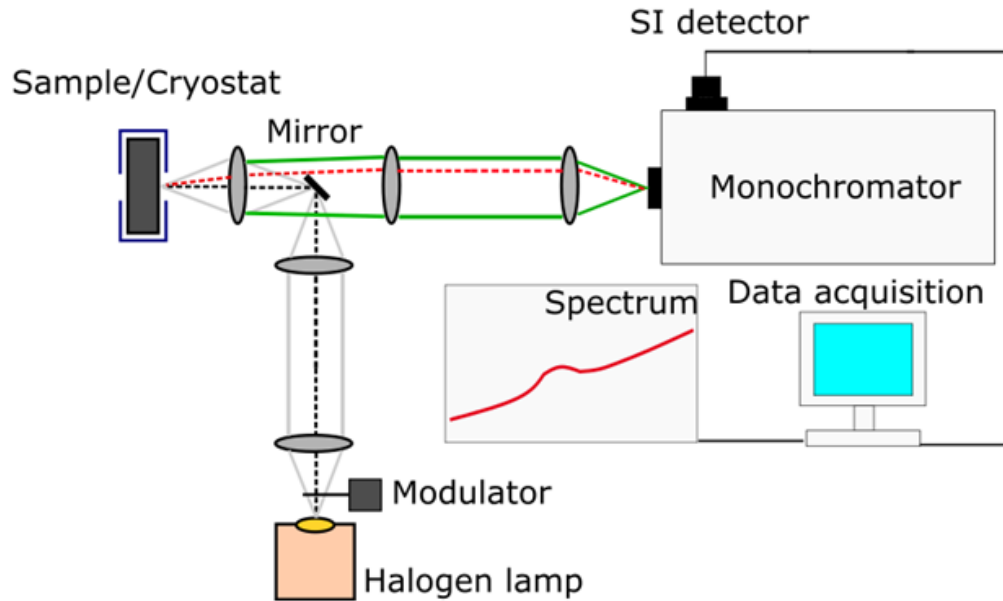 SI detector
Sample/Cryostat
Mirror
Monochromator
Spectrum
Data acquisition
Modulator
Halogen lamp